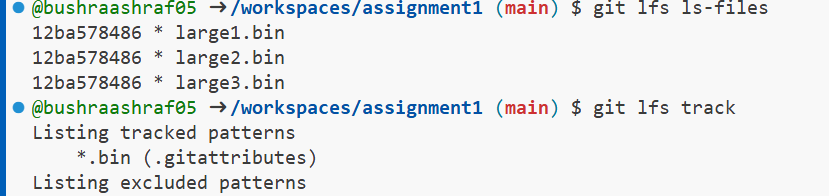 @bushraashraf05 ➜ /workspaces/assignment1 (main) $ git lfs ls-files
12ba578486 * large1.bin
12ba578486 * large2.bin
12ba578486 * large3.bin
@bushraashraf05 ➜ /workspaces/assignment1 (main) $ git lfs track
Listing tracked patterns
    *.bin (.gitattributes)
Listing excluded patterns